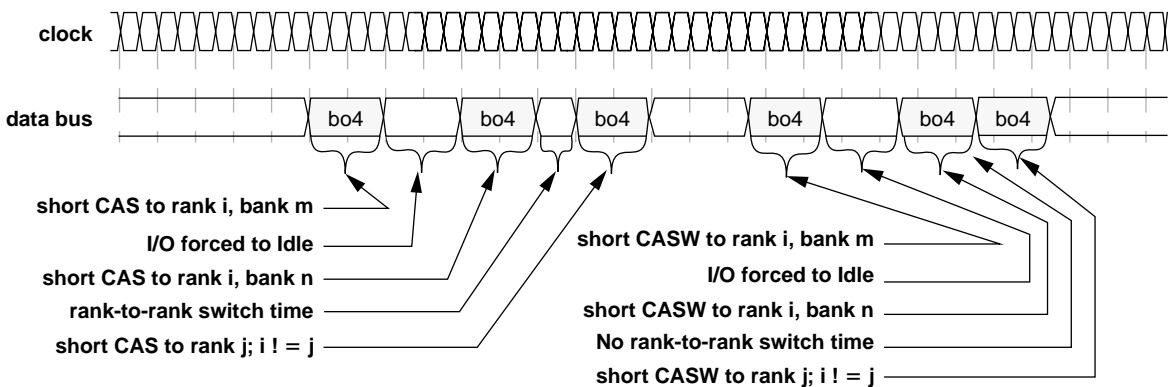 clock
data bus
bo4 bo4 bo4 bo4 bo4 bo4
short CAS to rank i, bank m
I/O forced to Idle
short CAS to rank i, bank n
rank-to-rank switch time
short CAS to rank j; i ! = j
short CASW to rank i, bank m
I/O forced to Idle
short CASW to rank i, bank n
No rank-to-rank switch time
short CASW to rank j; i ! = j